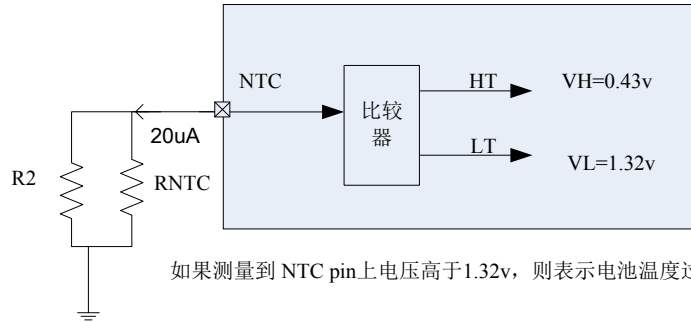 NTC
HT
VH=0.43v
比较
器
20uA
LT
VL=1.32v
R2
RNTC
如果测量到 NTC pin上电压高于1.32v，则表示电池温度